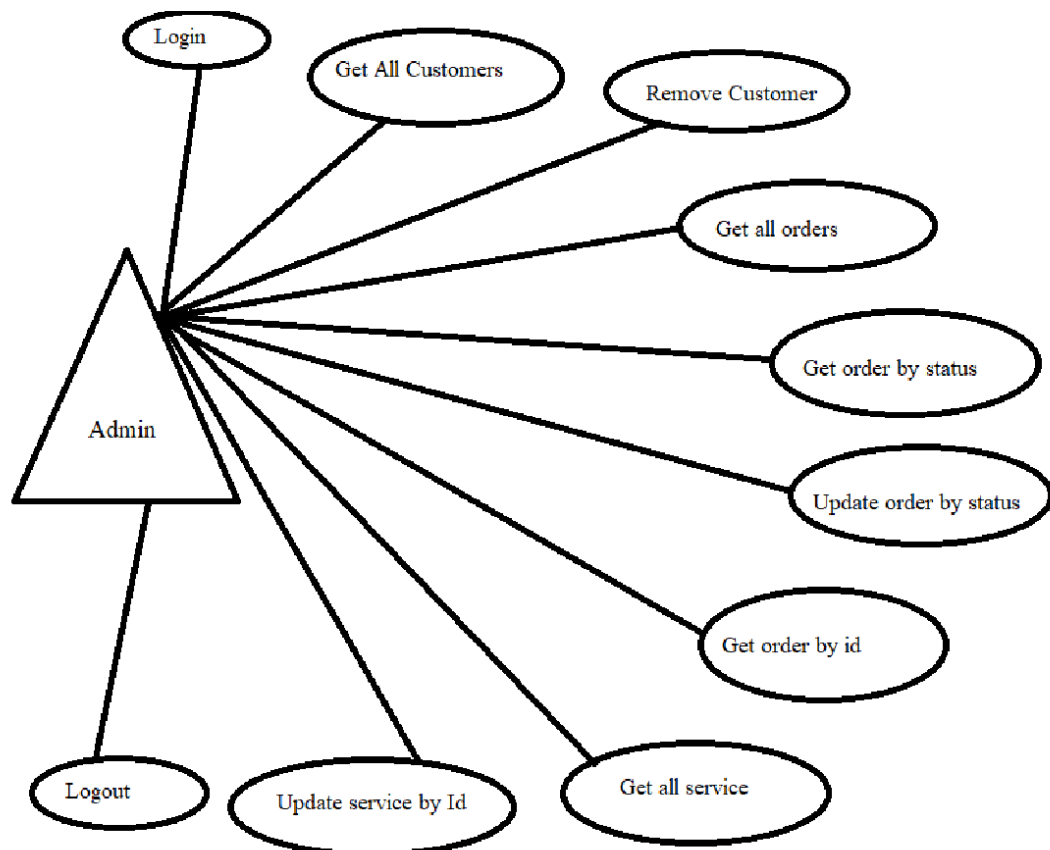 Login
Get All Customers
Remove Customer
Get all orders
Get order by status
Admin
Update order by status
Get order by id
Get all service
Update service by Id
Logout